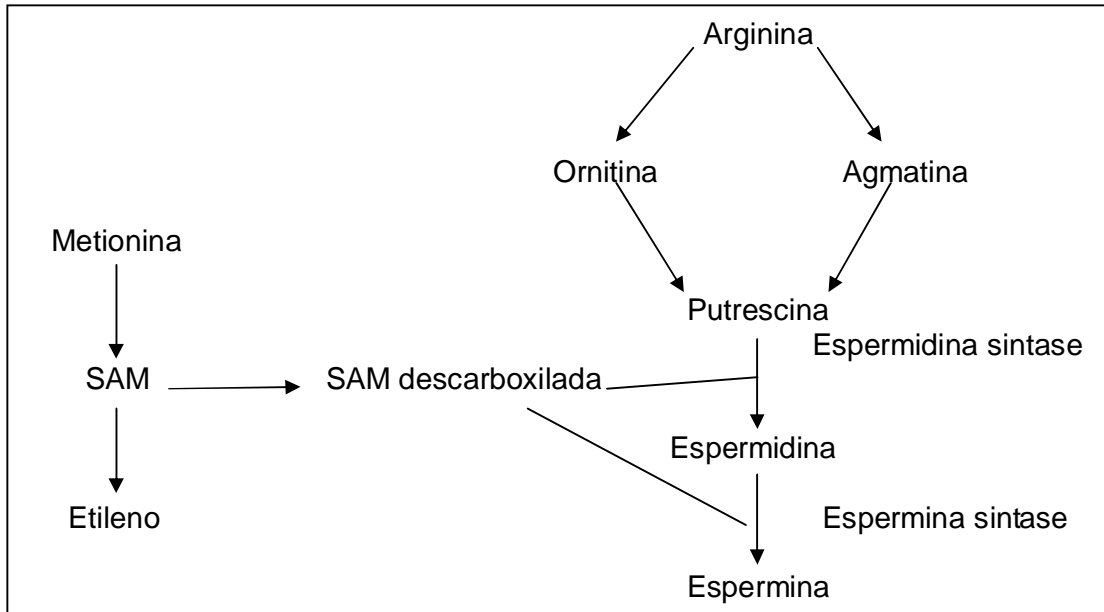 Arginina
Ornitina Agmatina
Metionina
Putrescina
Espermidina sintase
SAM SAM descarboxilada
Espermidina
Etileno Espermina sintase
Espermina